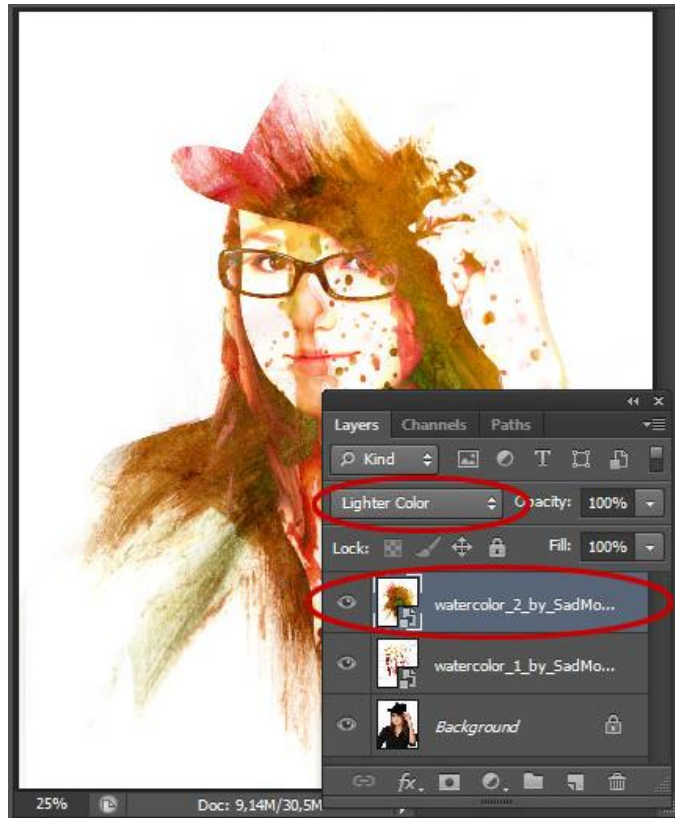 Layers Channels Paths
Kind
Lighter Color Opacity: 100%
Lock: Fill: 100%
watercolor_2_by_SadMo...
watercolor_1_by_SadMo...
Background
fx.
25% Doc: 9,14M/30,5M